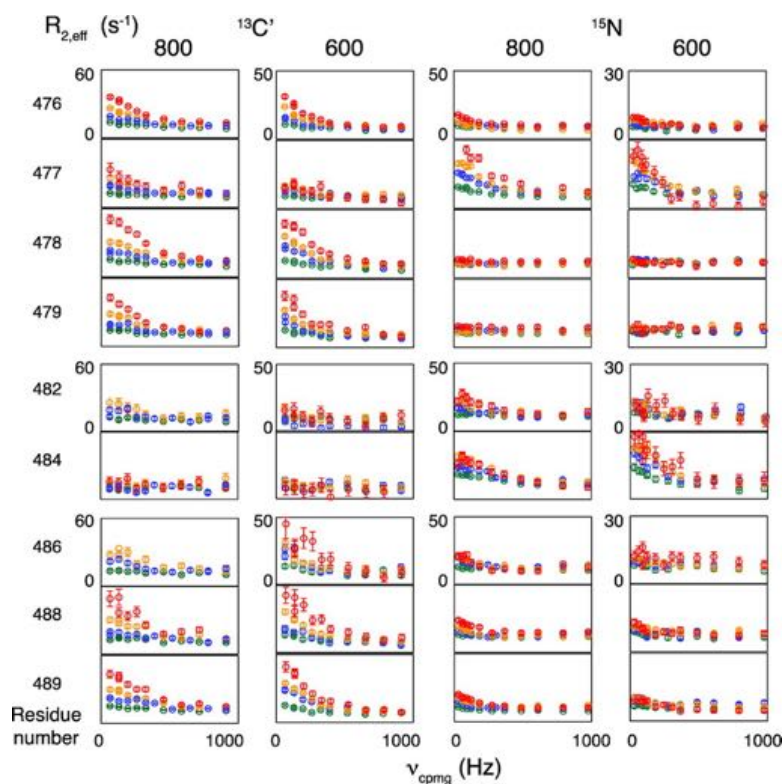 R2,eff (s-1) 13C' 15N
800 600 800 600
60 50 50 30
476
0 0 0 0
477
478
479
60 50 50 30
482
0 0 0 0
484
60 50 50 30
486
0 0 0 0
488
489
Residue
number
0 1000 0 1000 0 1000 0 1000
νcpmg (Hz)